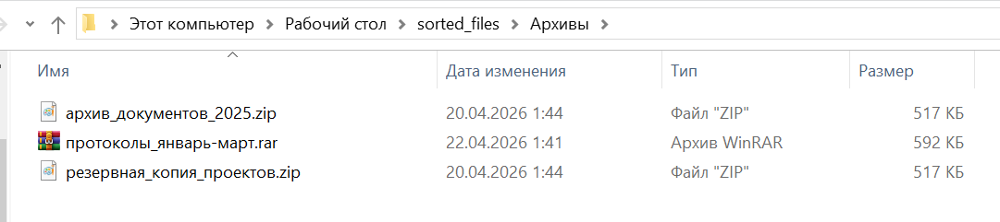 Этот компьютер > Рабочий стол > sorted_files > Архивы >
Имя Дата изменения Тип Размер
архив_документов_2025.zip 20.04.2026 1:44 Файл "ZIP" 517 КБ
протоколы_январь-март.rar 22.04.2026 1:41 Архив WinRAR 592 КБ
резервная_копия_проектов.zip 20.04.2026 1:44 Файл "ZIP" 517 КБ